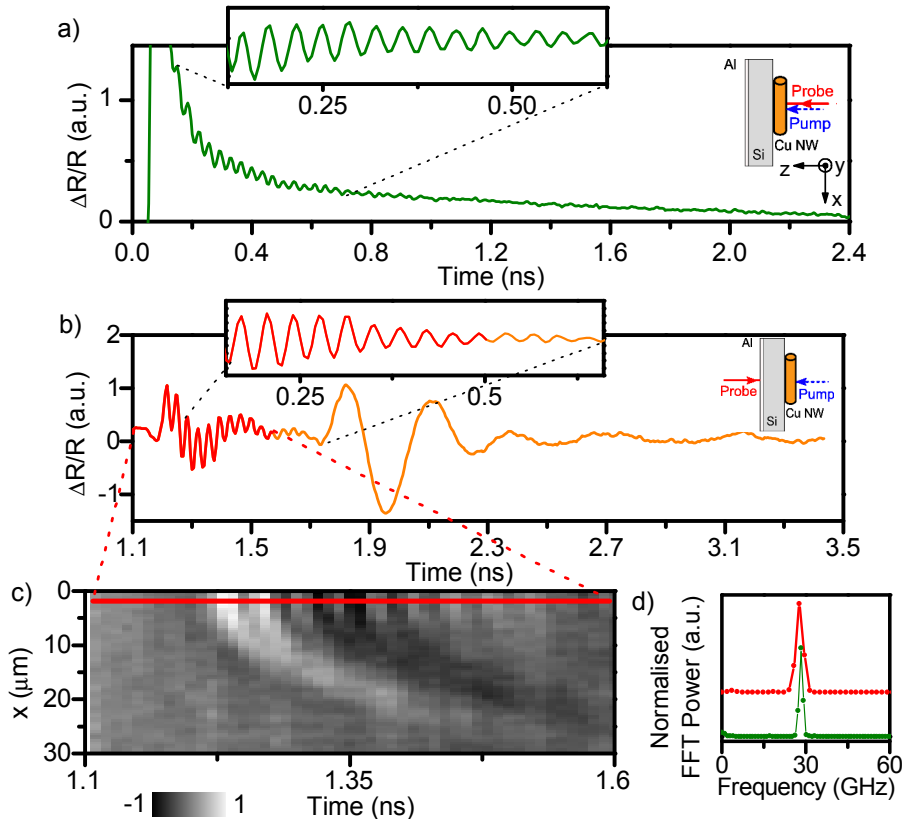 a)
ΔR/R (a.u.)
1
0
0.25 0.50
0.0 0.4 0.8 1.2 1.6 2.0 2.4
Time (ns)
Al
Si
Probe
Pump
Cu NW
z y
x
b)
ΔR/R (a.u.)
2
1
0
-1
0.25 0.5
1.1 1.5 1.9 2.3 2.7 3.1 3.5
Time (ns)
Al
Probe
Pump
Si
Cu NW
c)
x (μm)
0
10
20
30
1.1 1.35 1.6
Time (ns)
-1 1
d)
Normalised
FFT Power (a.u.)
0 30 60
Frequency (GHz)